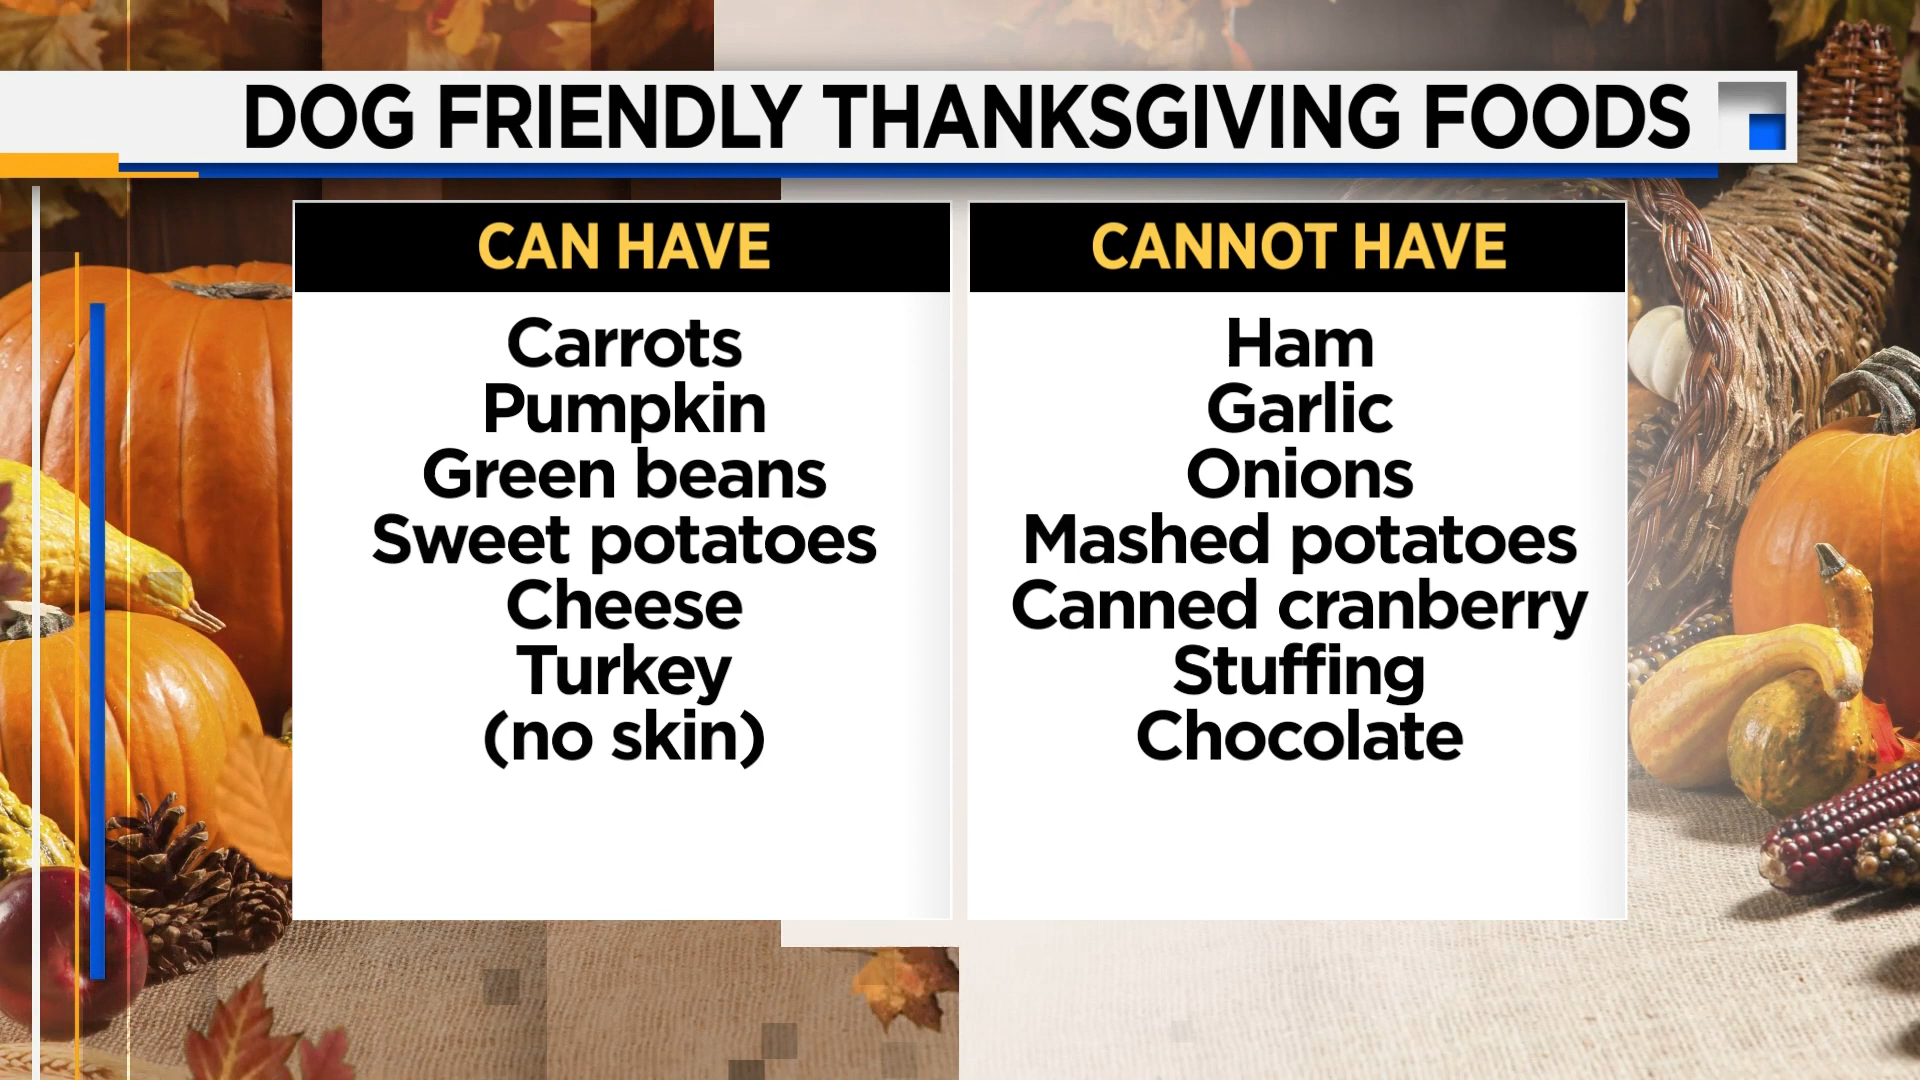 DOG FRIENDLY THANKSGIVING FOODS
CAN HAVE
Carrots
Pumpkin
Green beans
Sweet potatoes
Cheese
Turkey
(no skin)
CANNOT HAVE
Ham
Garlic
Onions
Mashed potatoes
Canned cranberry
Stuffing
Chocolate